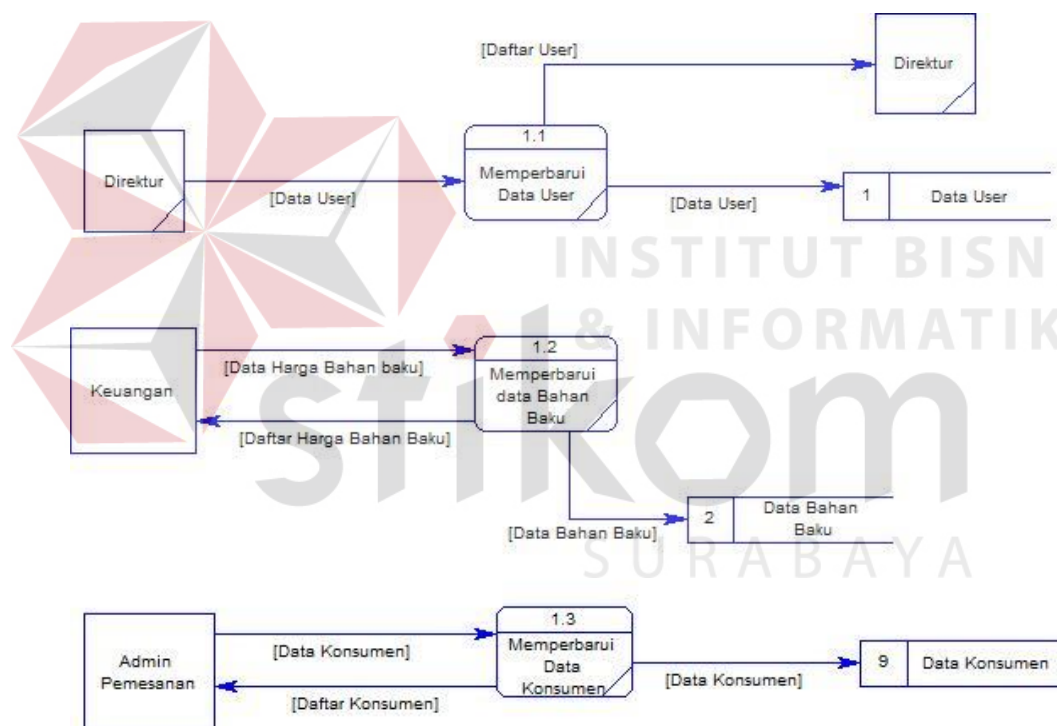 [Daftar User]
Direktur
1.1
Memperbarui
Data User
Direktur
[Data User]
[Data User]
1
Data User
INSTITUT BISN
& INFORMATIK
stikom
SURABAYA
Keuangan
[Data Harga Bahan baku]
1.2
Memperbarui
data Bahan
Baku
[Daftar Harga Bahan Baku]
[Data Bahan Baku]
2
Data Bahan
Baku
Admin
Pemesanan
[Data Konsumen]
1.3
Memperbarui
Data
Konsumen
[Daftar Konsumen]
[Data Konsumen]
9
Data Konsumen